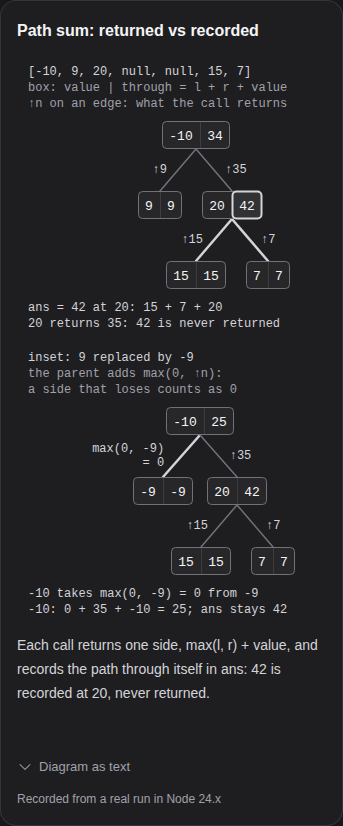 Path sum: returned vs recorded
[-10, 9, 20, null, null, 15, 7]
box: value | through = l + r + value
↑n on an edge: what the call returns
-10 34
↑9 ↑35
9 9 20 42
↑15 ↑7
15 15 7 7
ans = 42 at 20: 15 + 7 + 20
20 returns 35: 42 is never returned
inset: 9 replaced by -9
the parent adds max(0, ↑n):
a side that loses counts as 0
-10 25
max(0, -9)
= 0
↑35
-9 -9 20 42
↑15 ↑7
15 15 7 7
-10 takes max(0, -9) = 0 from -9
-10: 0 + 35 + -10 = 25; ans stays 42
Each call returns one side, max(l, r) + value, and
records the path through itself in ans: 42 is
recorded at 20, never returned.
Diagram as text
Recorded from a real run in Node 24.x